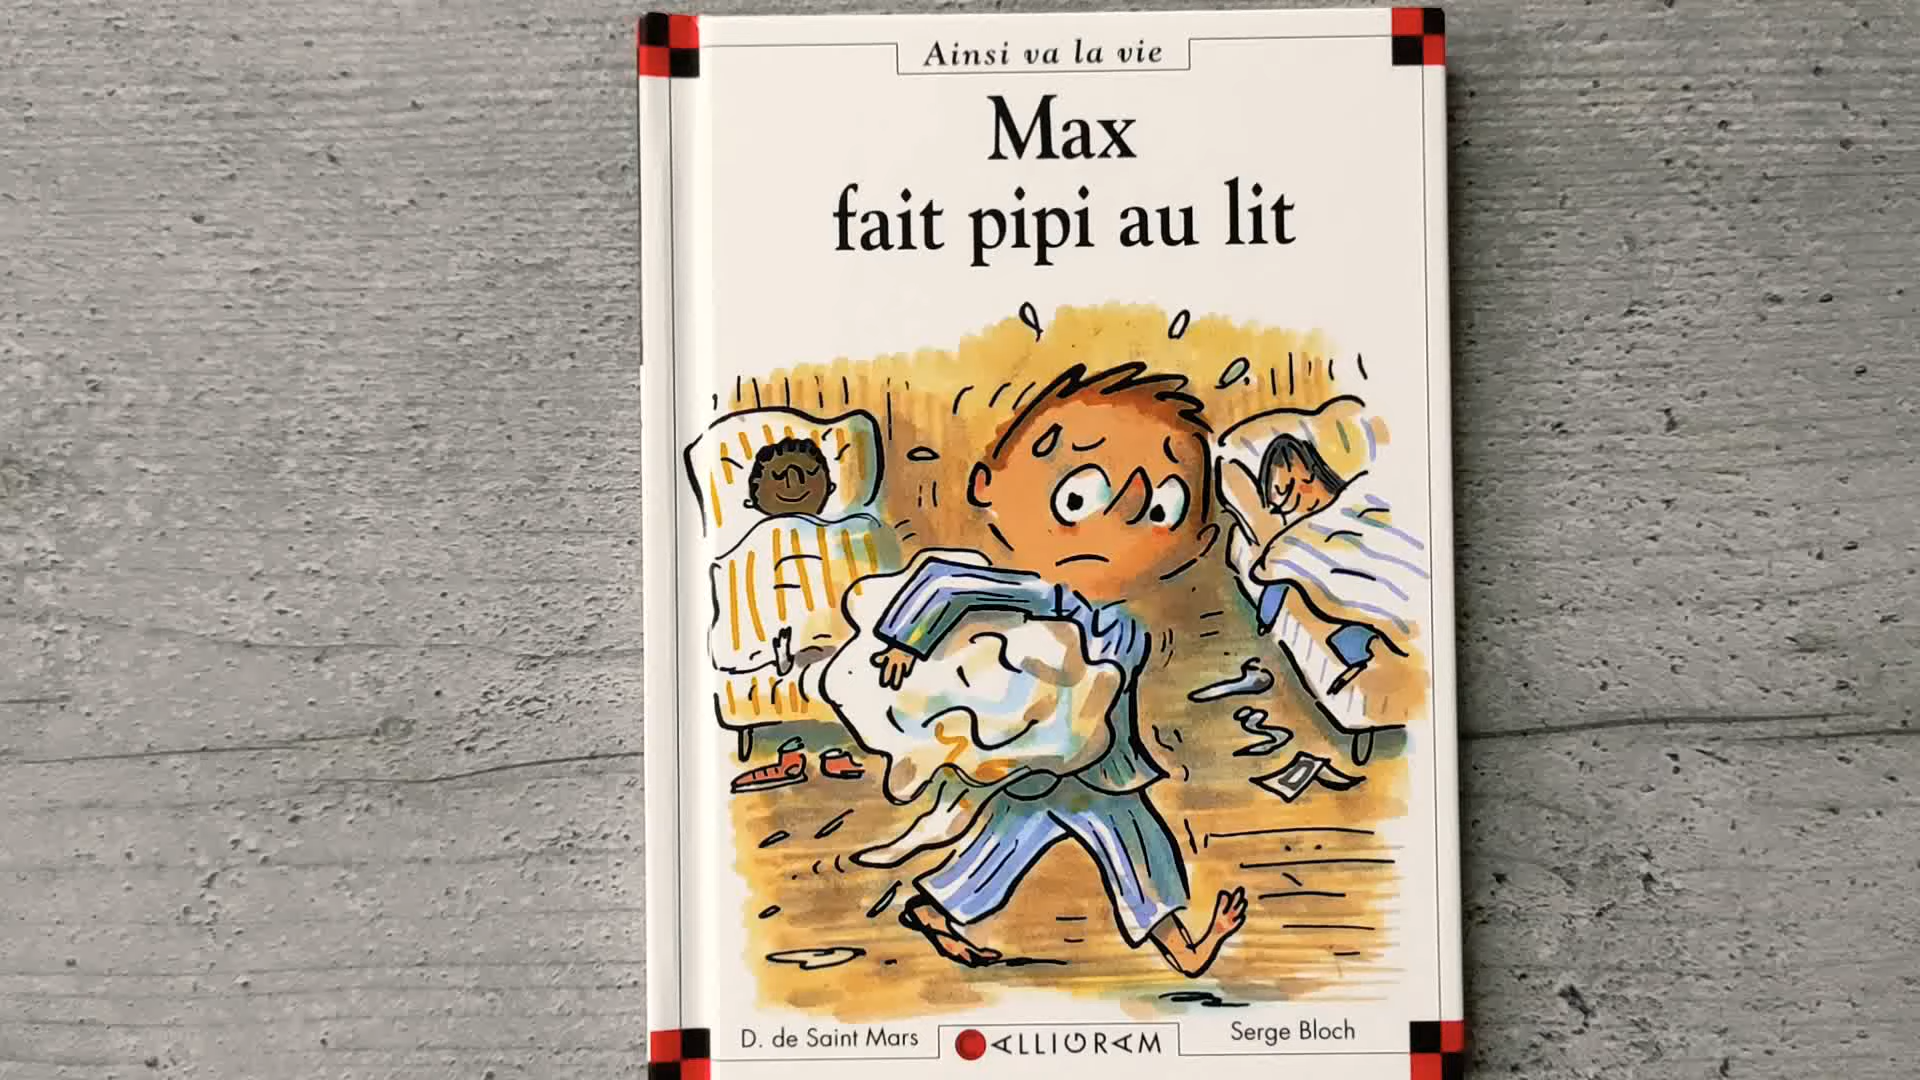 Ainsi va la vie
Max
fait pipi au lit
D. de Saint Mars
CALLIGRAM
Serge Bloch